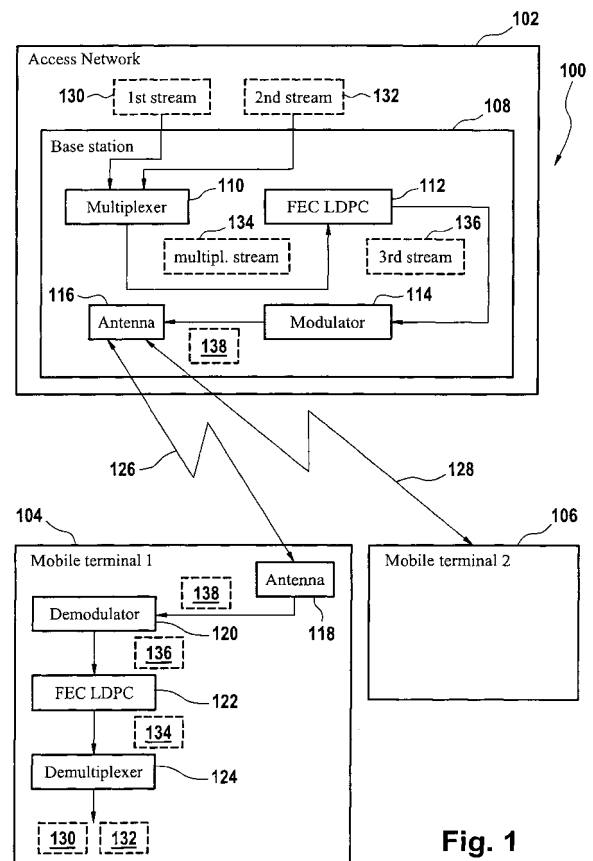 102
Access Network
100
130
1st stream
2nd stream
132
108
Base station
110
Multiplexer
112
FEC LDPC
134
multipl. stream
136
3rd stream
116
Antenna
114
Modulator
138
126
128
104
Mobile terminal 1
106
Mobile terminal 2
138
Antenna
118
Demodulator
120
136
FEC LDPC
122
134
Demultiplexer
124
130
132
Fig. 1